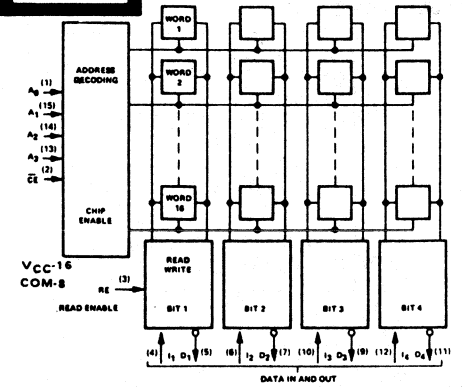 WORD
1
ADDRESS
DECODING
WORD
2
(1)
A0
(15)
A1
(14)
A2
(13)
A3
(2)
CE
CHIP
ENABLE
WORD
16
VCC-16
COM-8
READ
WRITE
(3)
RE
READ ENABLE
BIT 1
BIT 2
BIT 3
BIT 4
(4) I1 D1 (5)
(6) I2 D2 (7)
(10) I3 D3 (9)
(12) I4 D4 (11)
DATA IN AND OUT